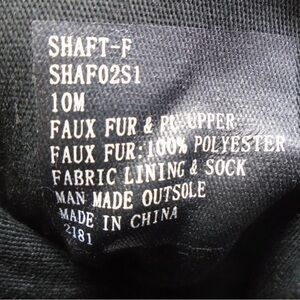 SHAFT-F
SHAF02S1
10M
FAUX FUR & PU UPPER
FAUX FUR: 100% POLYESTER
FABRIC LINING & SOCK
MAN MADE OUTSOLE
MADE IN CHINA
2181